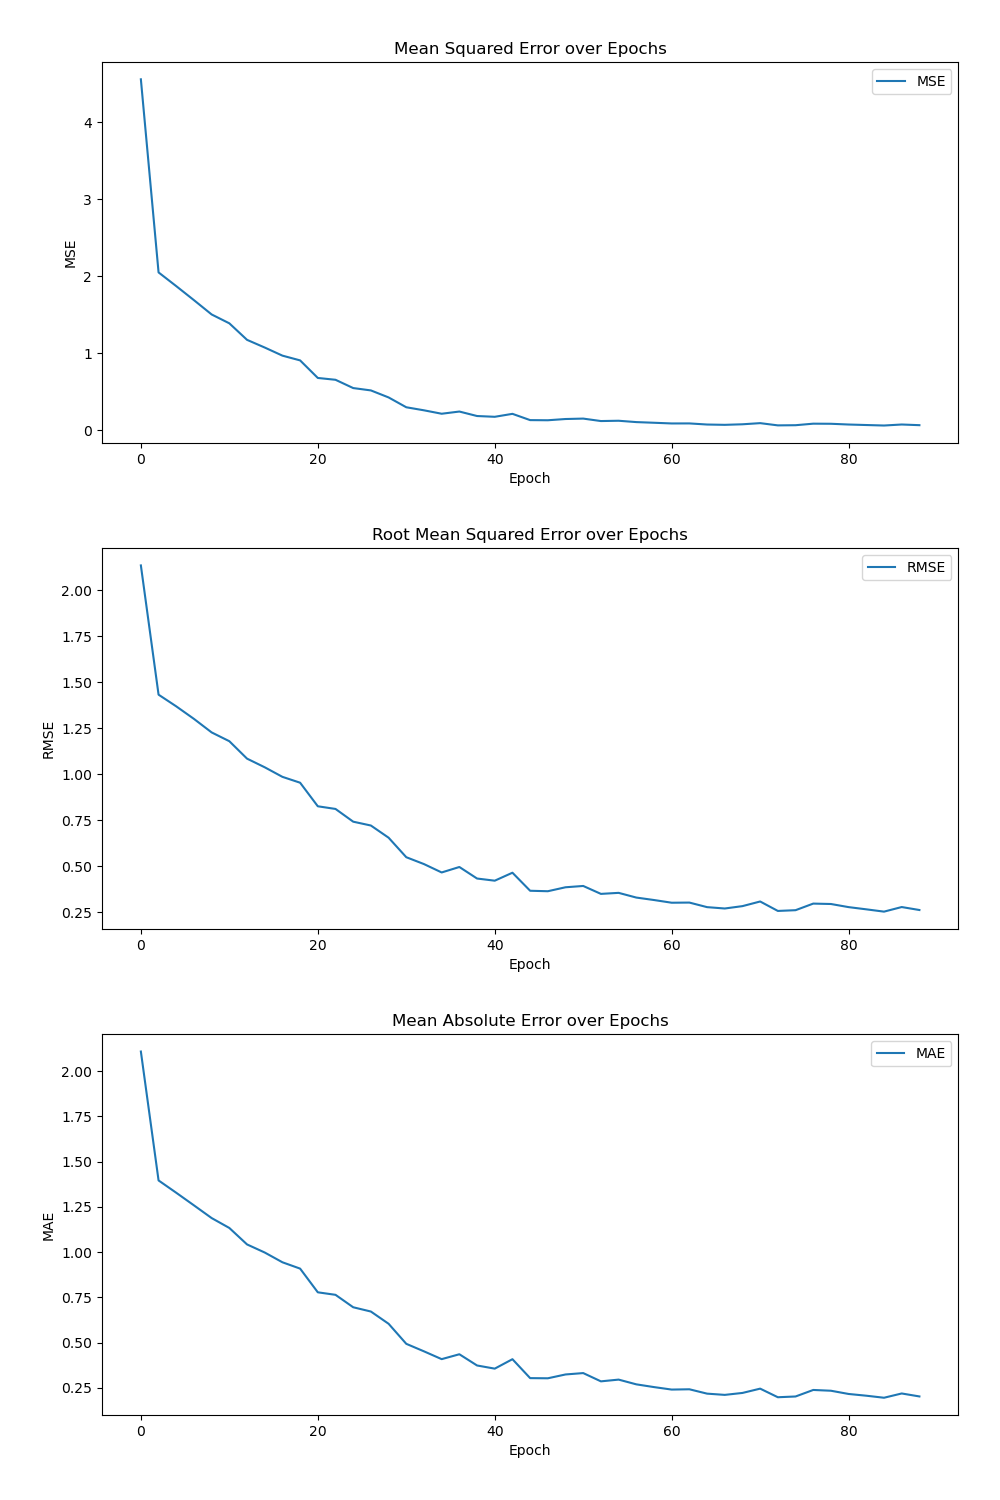 Mean Squared Error over Epochs
MSE
4
3
2
1
0
MSE
0 20 40 60 80
Epoch
Root Mean Squared Error over Epochs
RMSE
2.00
1.75
1.50
1.25
1.00
0.75
0.50
0.25
RMSE
0 20 40 60 80
Epoch
Mean Absolute Error over Epochs
MAE
2.00
1.75
1.50
1.25
1.00
0.75
0.50
0.25
MAE
0 20 40 60 80
Epoch